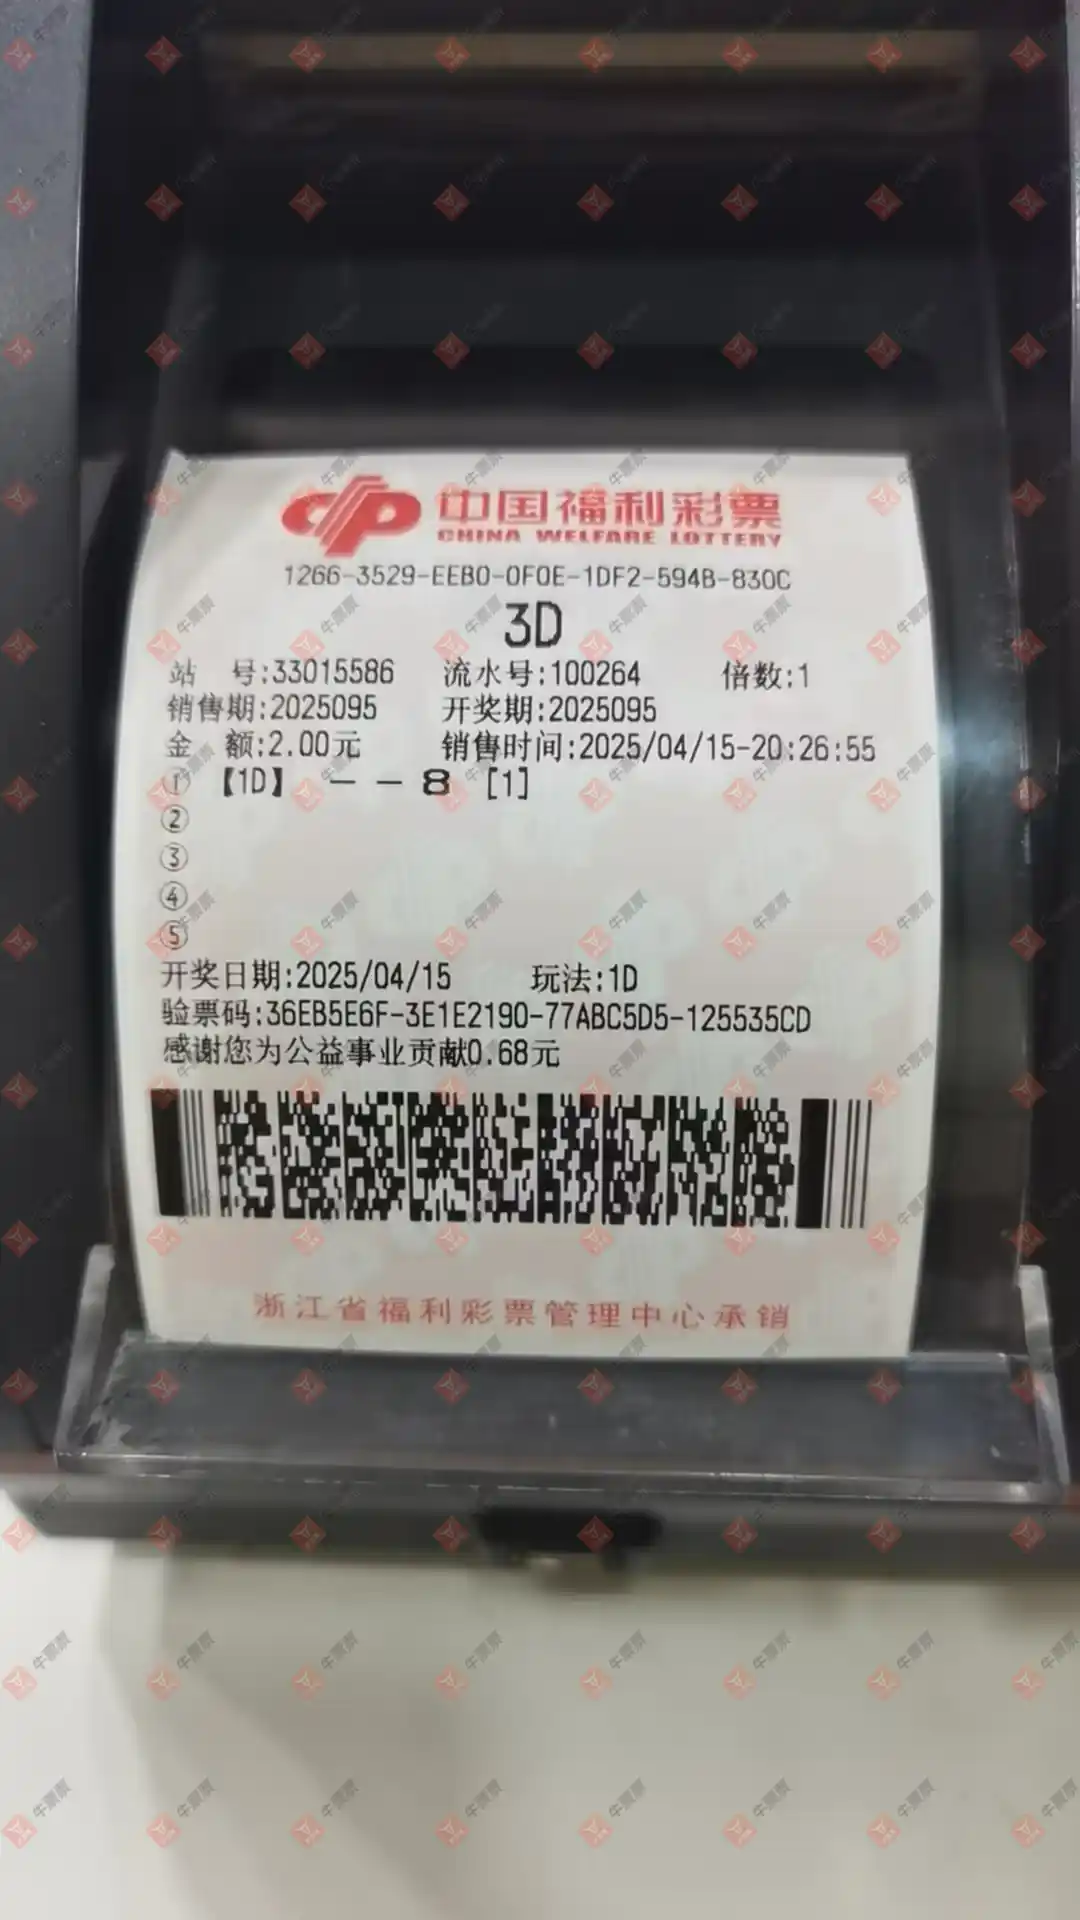 中国福利彩票
CHINA WELFARE LOTTERY
1266-3529-EEB0-0F0E-1DF2-594B-830C
3D
站 号:33015586 流水号:100264 倍数:1
销售期:2025095 开奖期:2025095
金 额:2.00元 销售时间:2025/04/15-20:26:55
① 【1D】 - - 8 [1]
②
③
④
⑤
开奖日期:2025/04/15 玩法:1D
验票码:36EB5E6F-3E1E2190-77ABC5D5-125535CD
感谢您为公益事业贡献0.68元
浙江省福利彩票管理中心承销
牛票票